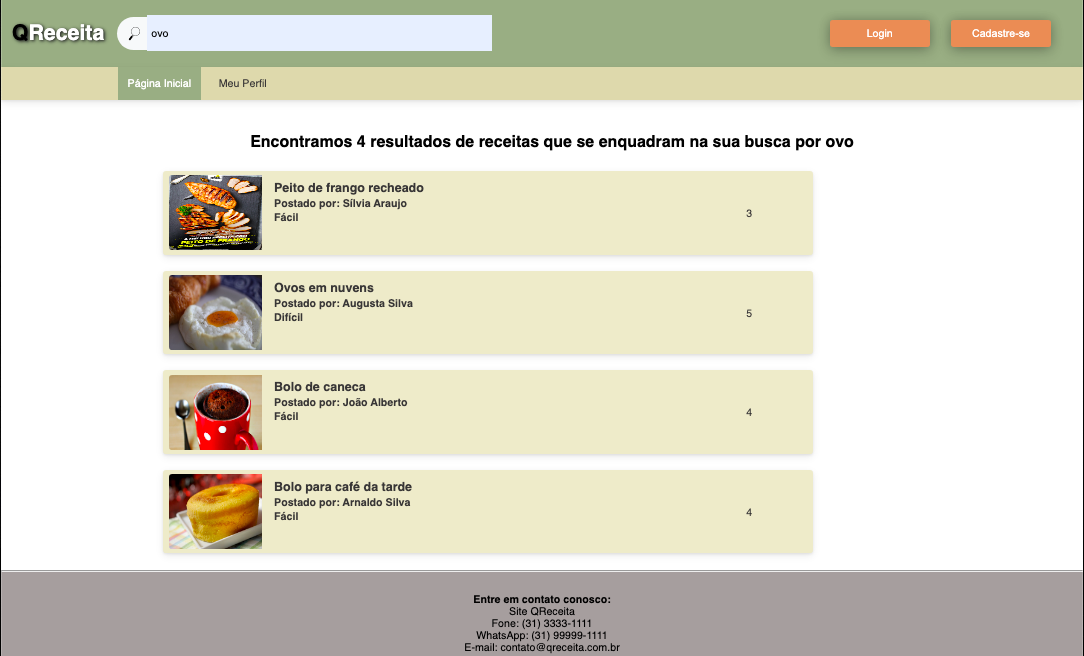 QReceita
ovo
Login
Cadastre-se
Página Inicial
Meu Perfil
Encontramos 4 resultados de receitas que se enquadram na sua busca por ovo
Peito de frango recheado
Postado por: Sílvia Araujo
Fácil
3
PEITO DE FRANGO
Ovos em nuvens
Postado por: Augusta Silva
Difícil
5
Bolo de caneca
Postado por: João Alberto
Fácil
4
Bolo para café da tarde
Postado por: Arnaldo Silva
Fácil
4
Entre em contato conosco:
Site QReceita
Fone: (31) 3333-1111
WhatsApp: (31) 99999-1111
E-mail: contato@qreceita.com.br